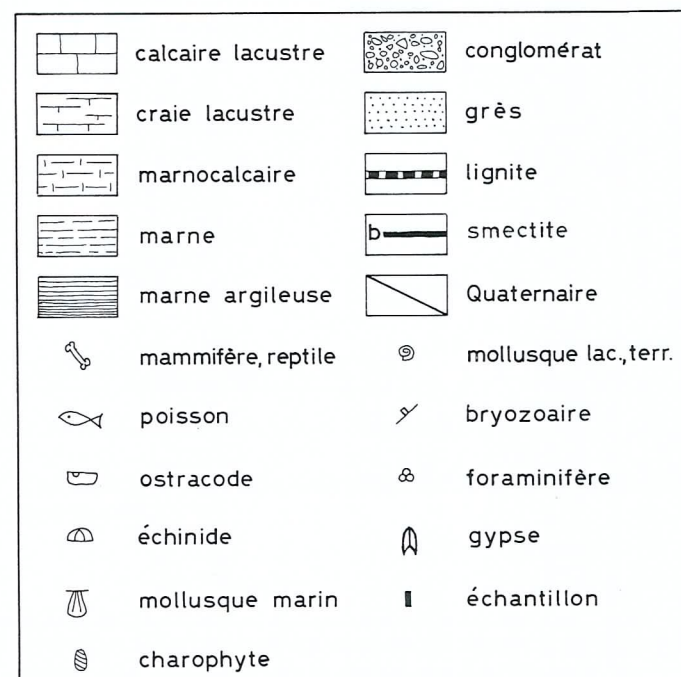 calcaire lacustre
conglomérat
craie lacustre
grès
marnocalcaire
lignite
marne
b
smectite
marne argileuse
Quaternaire
mammifère, reptile
mollusque lac., terr.
poisson
bryozoaire
ostracode
foraminifère
échinide
gypse
mollusque marin
échantillon
charophyte